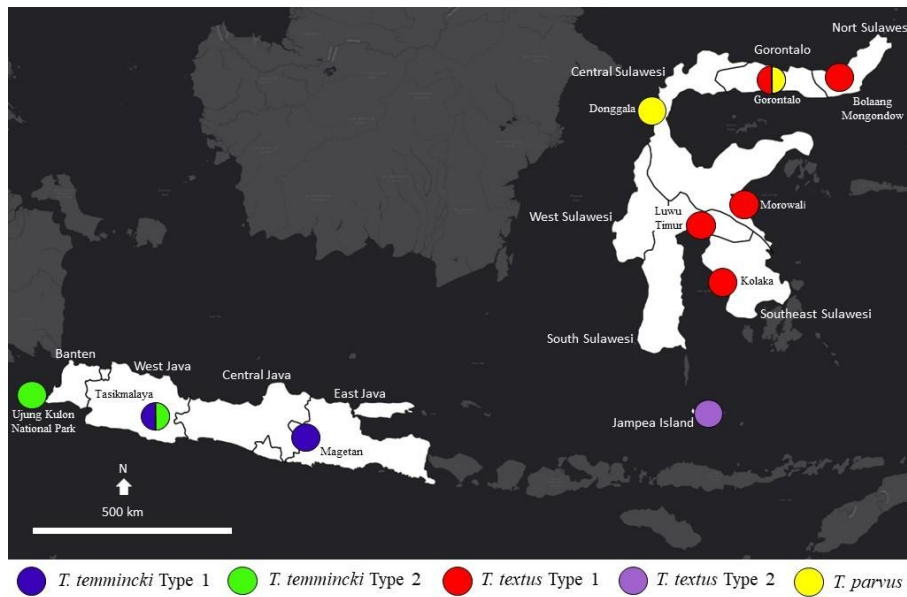 Nort Sulawes
Gorontalo
Central Sulawesi
Donggala
Gorontalo
Bolaang
Mongondow
Morowali
West Sulawesi
Luwu
Timur
Kolaka
Southeast Sulawesi
South Sulawesi
Banten
West Java
Central Java
East Java
Tasikmalaya
Ujung Kulon
National Park
Magetan
Jampea Island
N
500 km
T. temmincki Type 1
T. temmincki Type 2
T. textus Type 1
T. textus Type 2
T. parvus